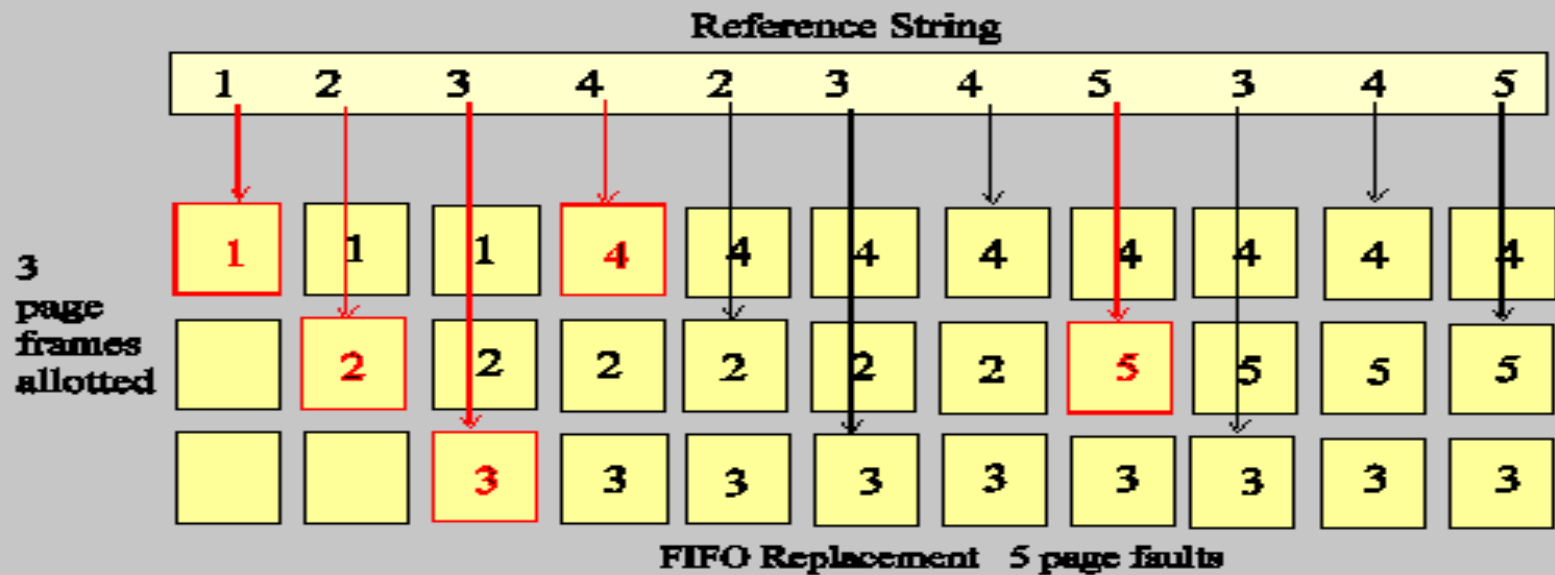 Reference String
1 2 3 4 2 3 4 5 3 4 5
1 1 1 4 4 4 4 4 4 4 4
3
page
frames
allotted
2 2 2 2 2 2 5 5 5 5
3 3 3 3 3 3 3 3 3
FIFO Replacement 5 page faults